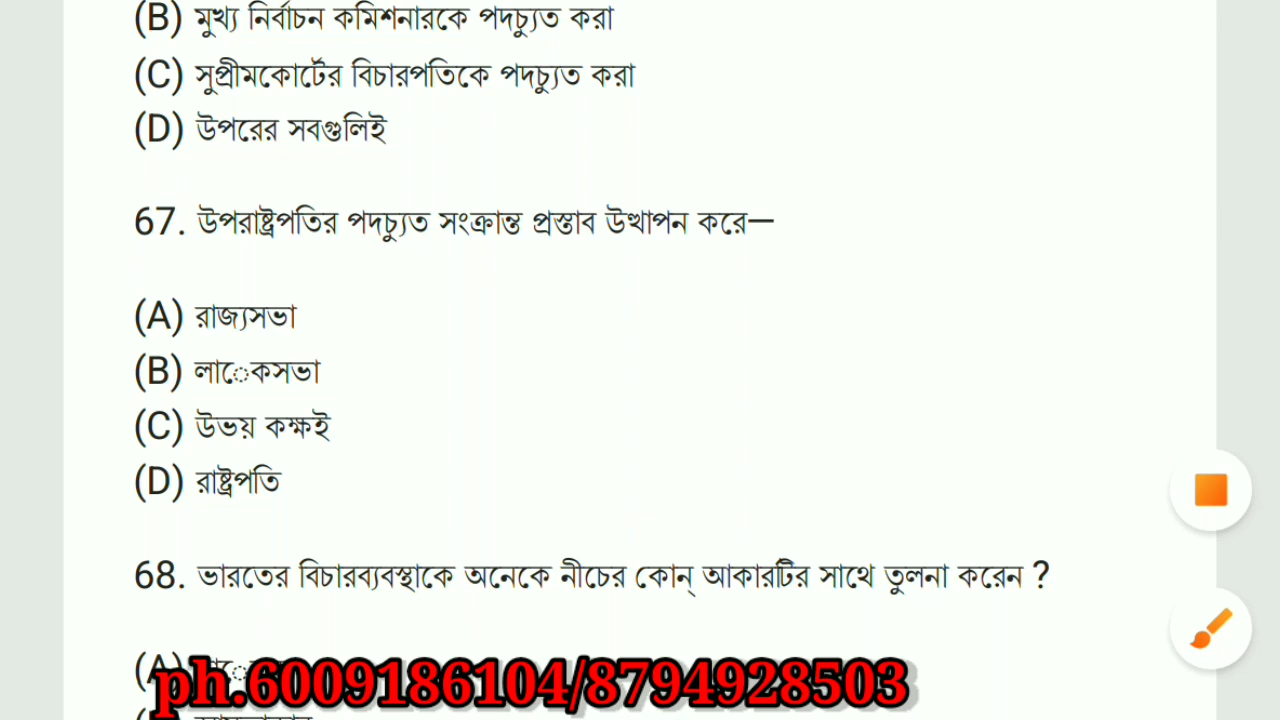 (B) মুখ্য নির্বাচন কমিশনারকে পদচ্যুত করা
(C) সুপ্রীমকোর্টের বিচারপতিকে পদচ্যুত করা
(D) উপরের সবগুলিই
67. উপরাষ্ট্রপতির পদচ্যুত সংক্রান্ত প্রস্তাব উত্থাপন করে—
(A) রাজ্যসভা
(B) লােকসভা
(C) উভয় কক্ষই
(D) রাষ্ট্রপতি
68. ভারতের বিচারব্যবস্থাকে অনেকে নীচের কোন্ আকারটির সাথে তুলনা করেন ?
(A)
ph.6009186104/8794928503